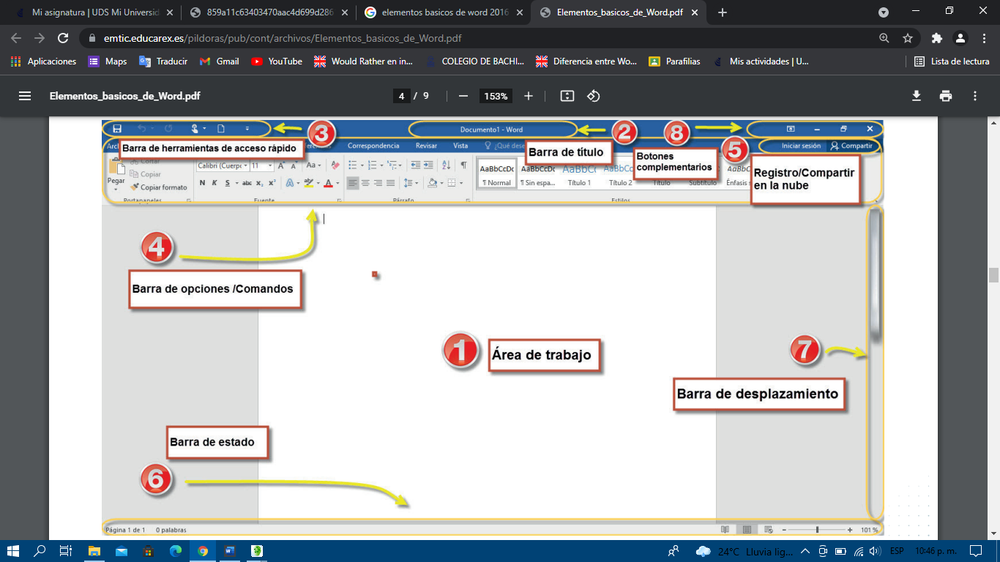 Mi asignatura | UDS Mi Universid
859a11c63403470aac4d699d286
elementos basicos de word 2016
Elementos_basicos_de_Word.pdf
emtic.educarex.es/pildoras/pub/cont/archivos/Elementos_basicos_de_Word.pdf
Aplicaciones
Maps
Traducir
Gmail
YouTube
Would Rather en in...
COLEGIO DE BACHI...
Diferencia entre Wo...
Parafilias
Mis actividades | U...
Lista de lectura
Elementos_basicos_de_Word.pdf
4 / 9
153%
3
Documento1 - Word
2
8
Barra de herramientas de acceso rápido
Correspondencia
Revisar
Vista
¿Qué dese
Barra de título
Botones
complementarios
5
Iniciar sesión
Compartir
Registro/Compartir
en la nube
Pegar
Cortar
Copiar
Copiar formato
Portapapeles
Calibri (Cuerp
11
Aa
N K S abc x₂ x²
A
Fuente
Párrafo
AaBbCcDc
¶ Normal
AaBbCcDc
¶ Sin espa...
AaBbC(
Título 1
Título 2
Título
Subtítulo
Énfasis
Estilos
4
Barra de opciones /Comandos
1
Área de trabajo
7
Barra de desplazamiento
Barra de estado
6
Página 1 de 1
0 palabras
101 %
24°C Lluvia lig...
ESP
10:46 p. m.